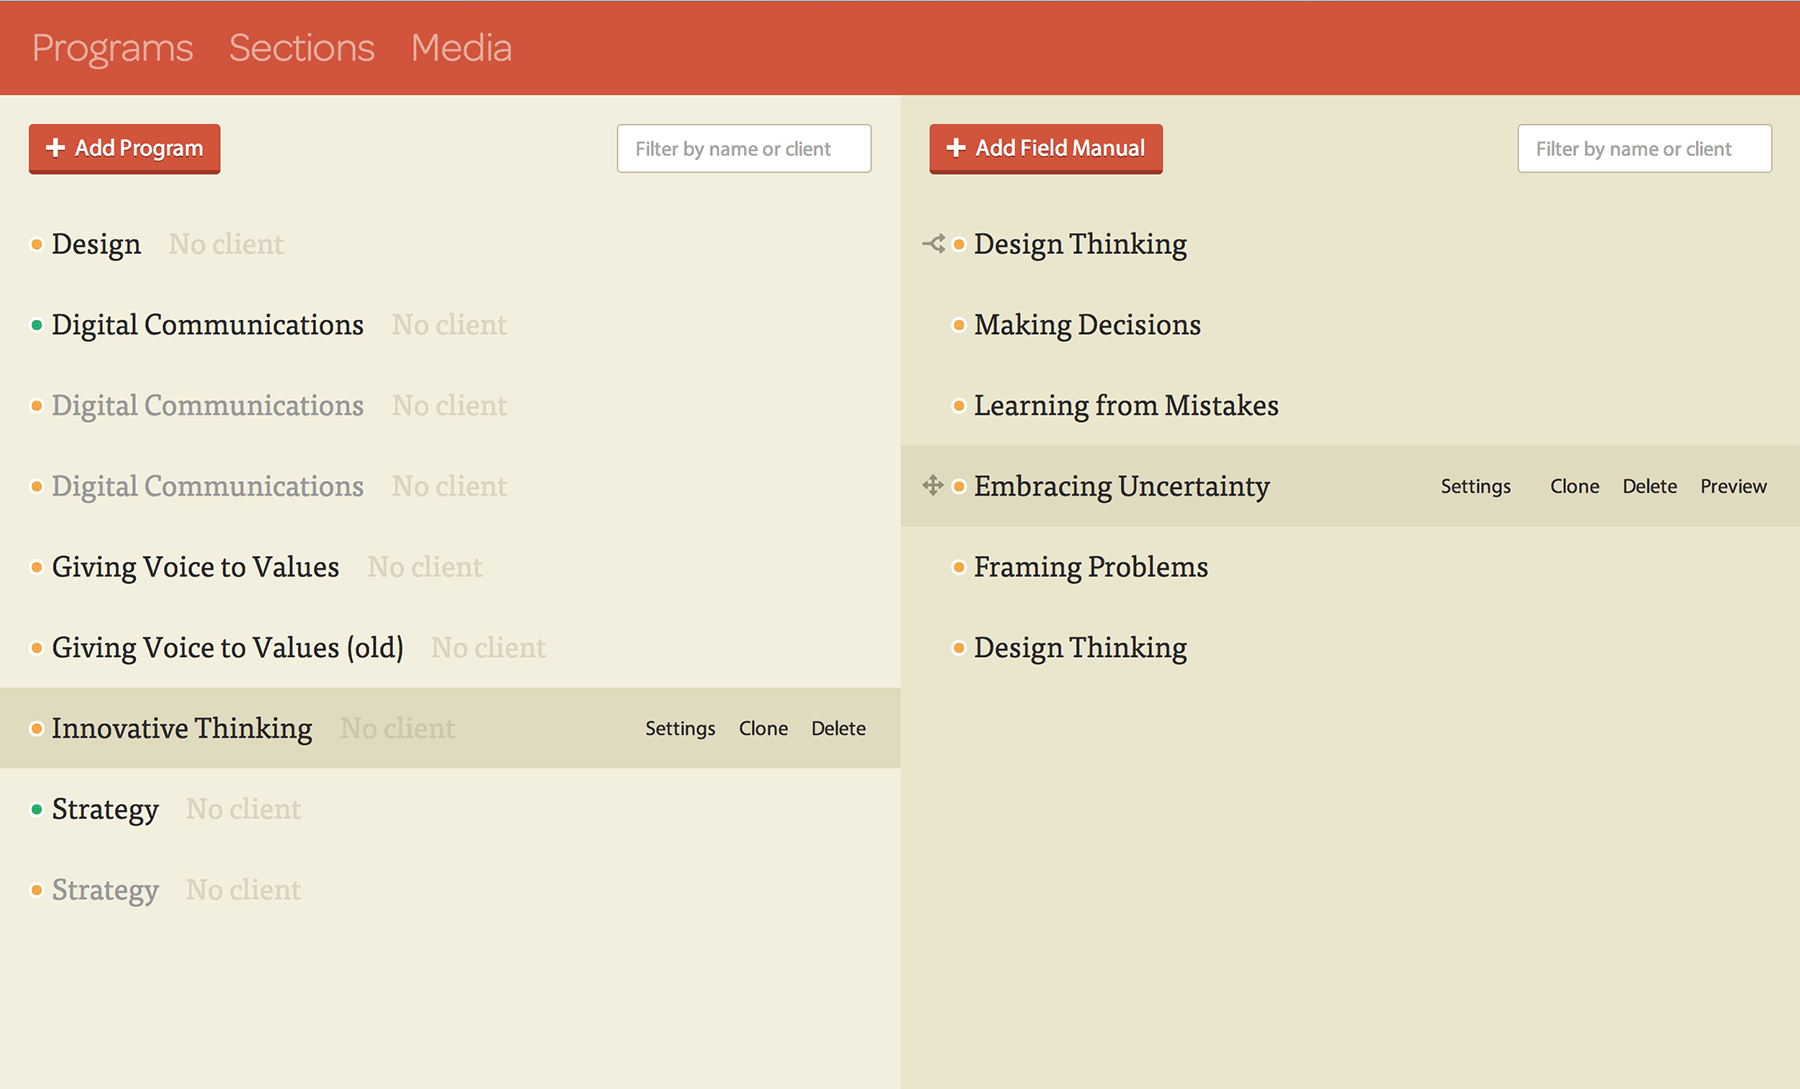 Programs Sections Media
Add Program
Filter by name or client
Design No client
Digital Communications No client
Digital Communications No client
Digital Communications No client
Giving Voice to Values No client
Giving Voice to Values (old) No client
Innovative Thinking No client Settings Clone Delete
Strategy No client
Strategy No client
Add Field Manual
Filter by name or client
Design Thinking
Making Decisions
Learning from Mistakes
Embracing Uncertainty Settings Clone Delete Preview
Framing Problems
Design Thinking